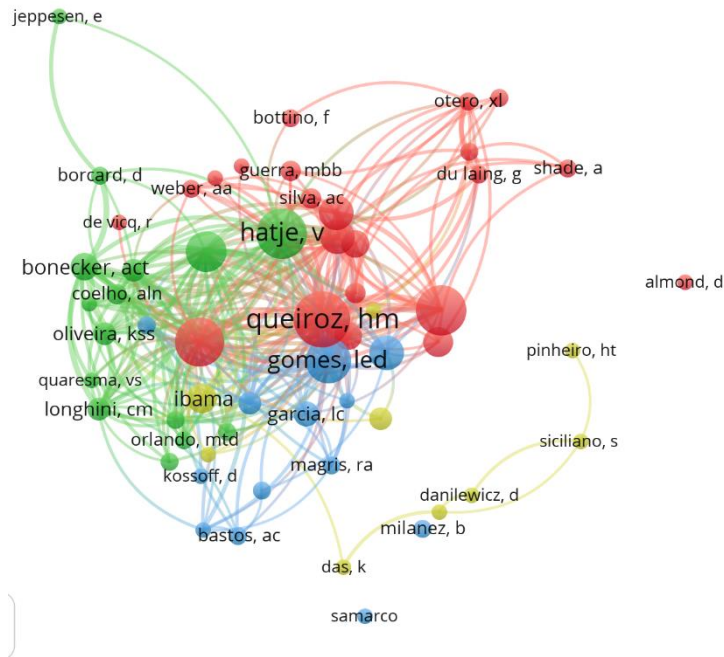 jeppesen, e
otero, xl
bottino, f
guerra, mbb
du laing, g
shade, a
borcard, d
weber, aa
silva, ac
de vicq, r
hatje, v
bonecker, act
almond, d
coelho, aln
queiroz, hm
oliveira, kss
pinheiro, ht
gomes, led
quaresma, vs
ibama
longhini, cm
garcia, lc
orlando, mtd
siciliano, s
magris, ra
kossoff, d
danilewicz, d
milanez, b
bastos, ac
das, k
samarco